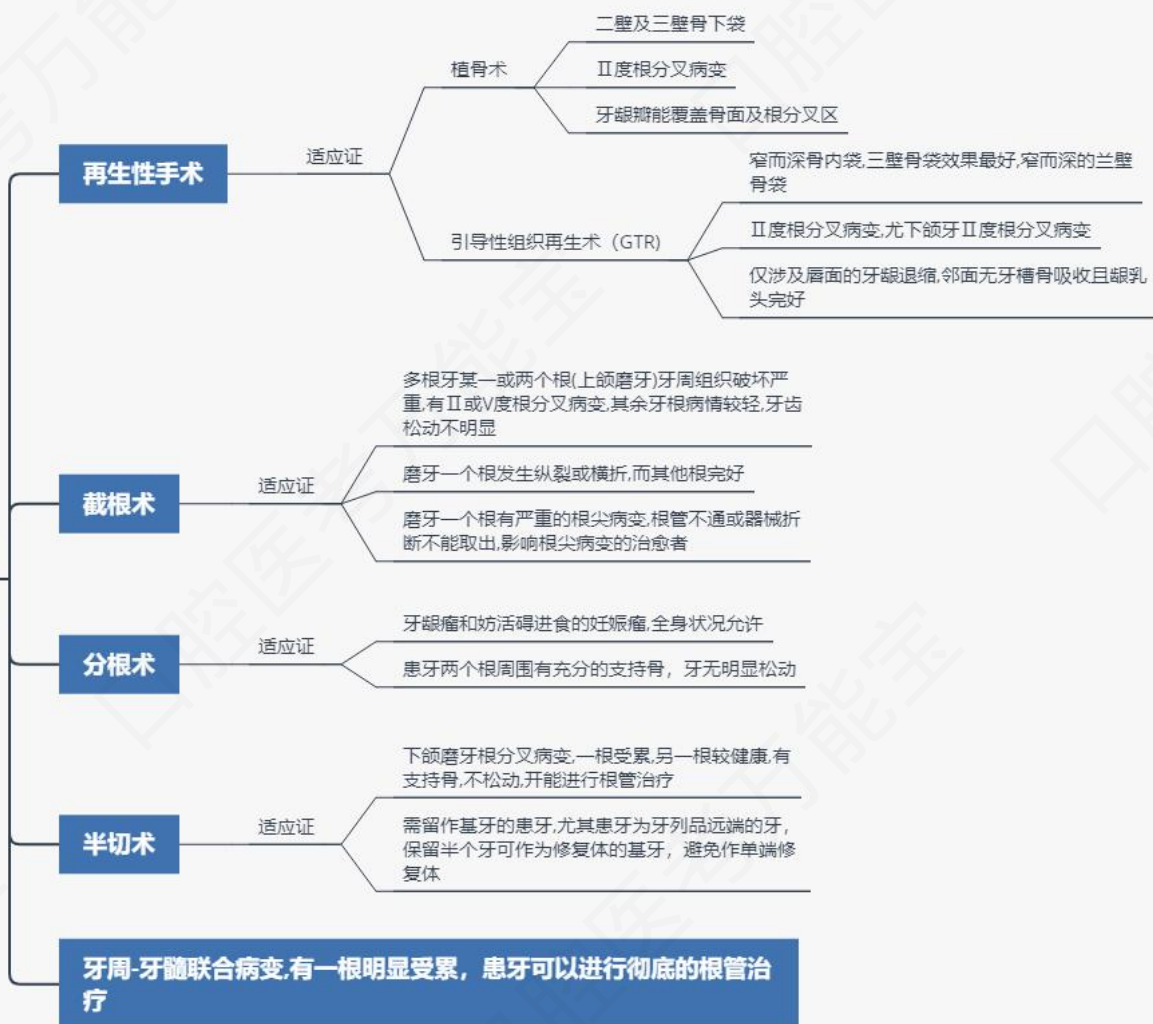 再生性手术
适应证
植骨术
二壁及三壁骨下袋
Ⅱ度根分叉病变
牙龈瓣能覆盖骨面及根分叉区
引导性组织再生术（GTR)
窄而深骨内袋,三壁骨袋效果最好,窄而深的兰壁
骨袋
Ⅱ度根分叉病变,尤下颌牙Ⅱ度根分叉病变
仅涉及唇面的牙龈退缩,邻面无牙槽骨吸收且龈乳
头完好
截根术
适应证
多根牙某一或两个根(上颌磨牙)牙周组织破坏严
重,有Ⅱ或V度根分叉病变,其余牙根病情较轻,牙齿
松动不明显
磨牙一个根发生纵裂或横折,而其他根完好
磨牙一个根有严重的根尖病变,根管不通或器械折
断不能取出,影响根尖病变的治愈者
分根术
适应证
牙龈瘤和妨活碍进食的妊娠瘤,全身状况允许
患牙两个根周围有充分的支持骨，牙无明显松动
半切术
适应证
下颌磨牙根分叉病变,一根受累,另一根较健康,有
支持骨,不松动,开能进行根管治疗
需留作基牙的患牙,尤其患牙为牙列品远端的牙，
保留半个牙可作为修复体的基牙，避免作单端修
复体
牙周-牙髓联合病变,有一根明显受累，患牙可以进行彻底的根管治
疗
口腔医考万能宝